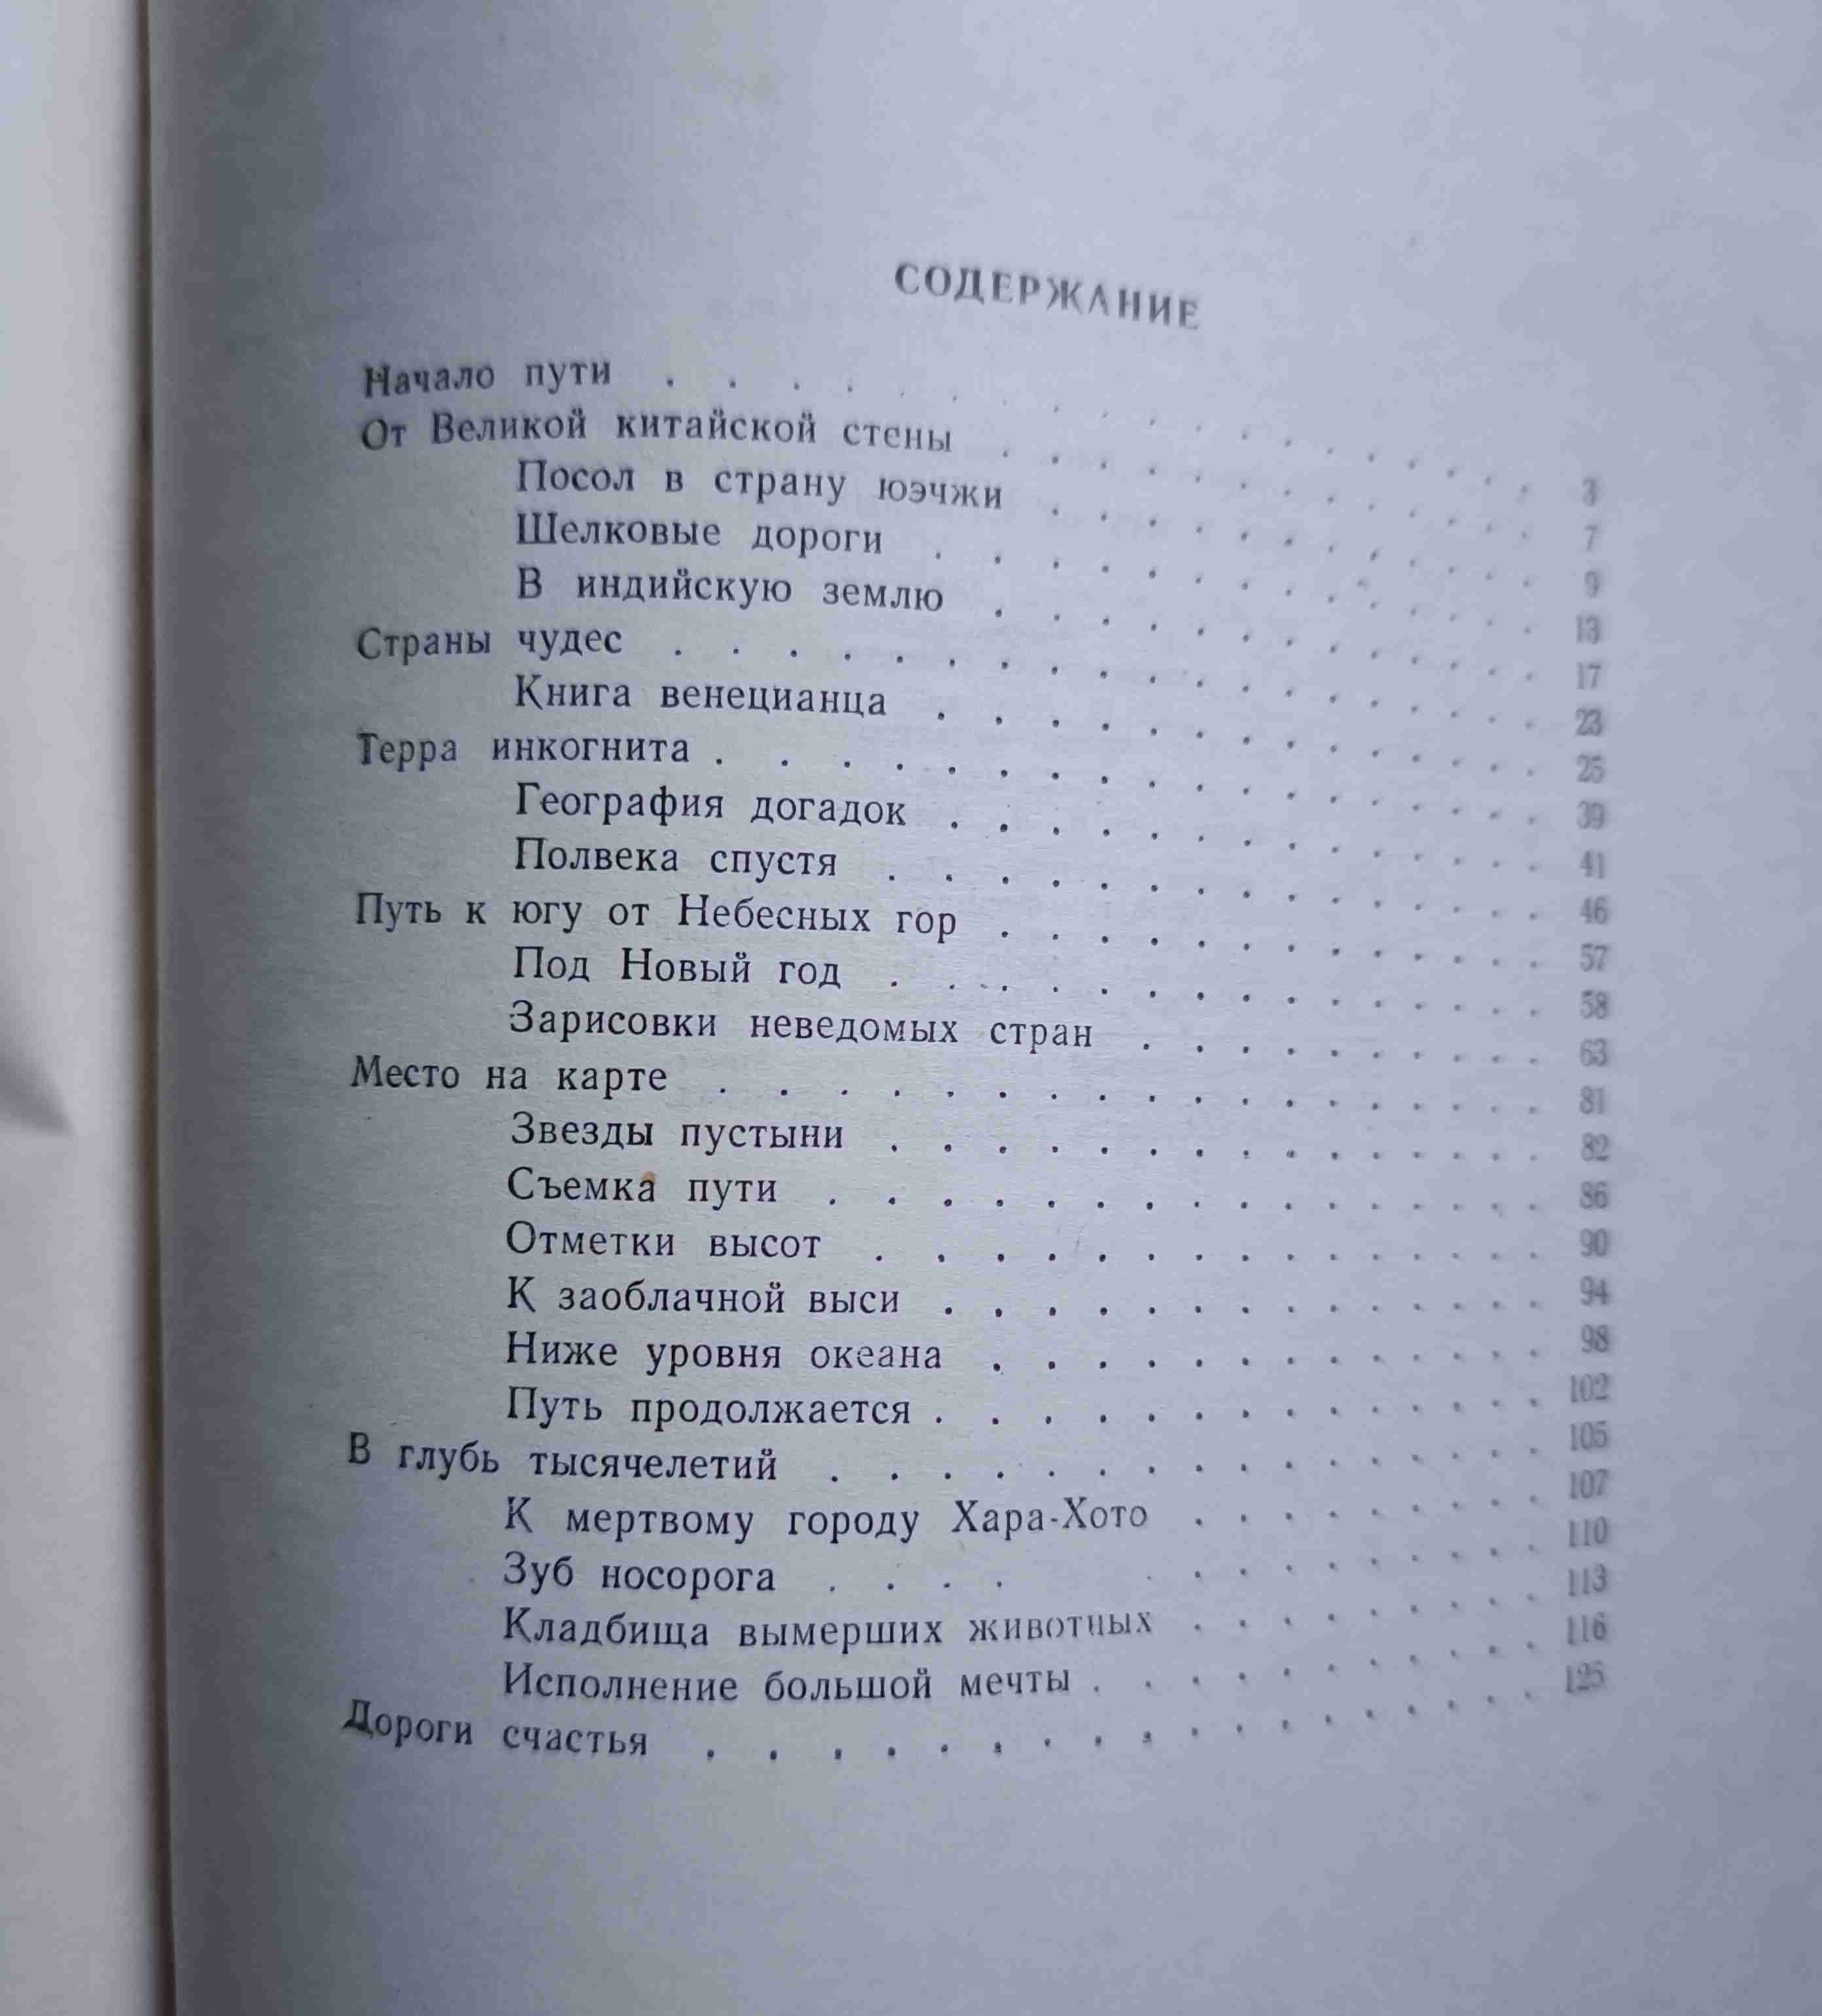 СОДЕРЖАНИЕ
Начало пути . . . . . . . . . . . . . . . . . . 3
От Великой китайской стены . . . . . . . . . . . . 7
Посол в страну юэчжи . . . . . . . . . . . 9
Шелковые дороги . . . . . . . . . . . . . 13
В индийскую землю . . . . . . . . . . . . 17
Страны чудес . . . . . . . . . . . . . . . . . . 23
Книга венецианца . . . . . . . . . . . . . 25
Терра инкогнита . . . . . . . . . . . . . . . . . 39
География догадок . . . . . . . . . . . . . 41
Полвека спустя . . . . . . . . . . . . . . 46
Путь к югу от Небесных гор . . . . . . . . . . . . 57
Под Новый год . . . . . . . . . . . . . . 58
Зарисовки неведомых стран . . . . . . . . . 63
Место на карте . . . . . . . . . . . . . . . . . 81
Звезды пустыни . . . . . . . . . . . . . . 82
Съемка пути . . . . . . . . . . . . . . . 86
Отметки высот . . . . . . . . . . . . . . 90
К заоблачной выси . . . . . . . . . . . . . 94
Ниже уровня океана . . . . . . . . . . . . 98
Путь продолжается . . . . . . . . . . . . . 102
В глубь тысячелетий . . . . . . . . . . . . . . . 105
К мертвому городу Хара-Хото . . . . . . . . 107
Зуб носорога . . . . . . . . . . . . . 110
Кладбища вымерших животных . . . . . . . . 113
Исполнение большой мечты . . . . . . . . . . 116
Дороги счастья . . . . . . . . . . . . . . . . . 125